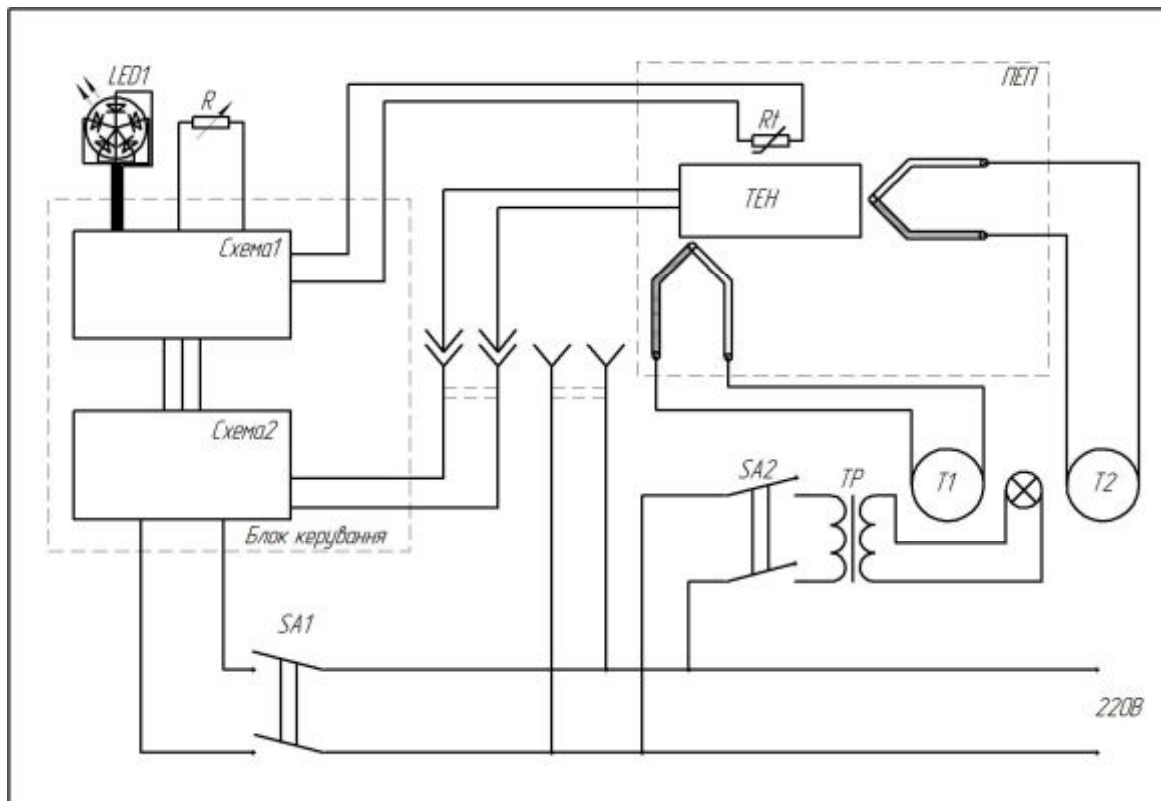 LED1
R
ПЕП
Rt
ТЕН
Схема1
Схема2
SA2
ТР
Т1
Т2
Блок керування
SA1
220В